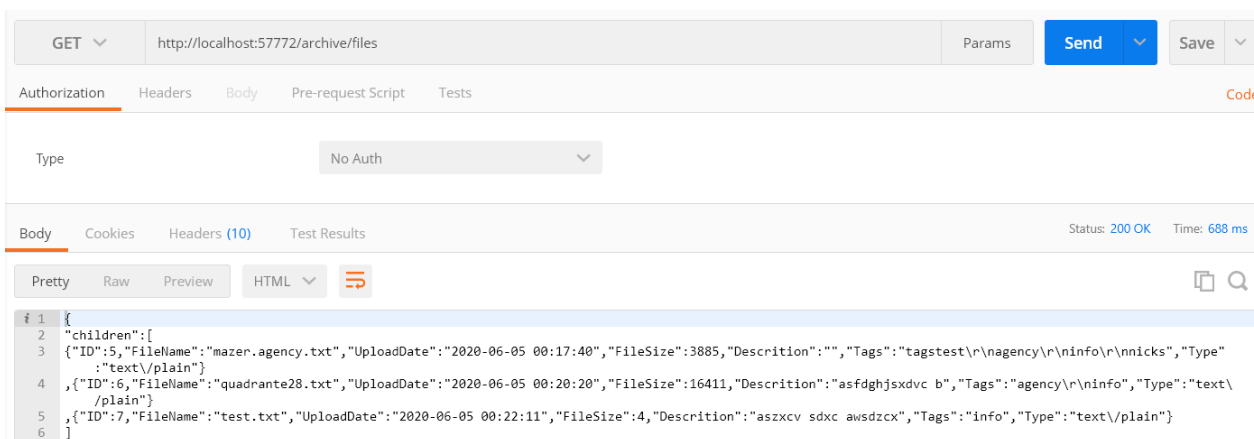 GET http://localhost:57772/archive/files Params Send Save
Authorization Headers Body Pre-request Script Tests Code
Type No Auth
Body Cookies Headers (10) Test Results Status: 200 OK Time: 688 ms
Pretty Raw Preview HTML
i 1 {
2 "children":[
3 {"ID":5,"FileName":"mazer.agency.txt","UploadDate":"2020-06-05 00:17:40","FileSize":3885,"Descrition":"","Tags":"tagstest\r\nagency\r\ninfo\r\nnicks","Type"
:"text\/plain"}
4 ,{"ID":6,"FileName":"quadrante28.txt","UploadDate":"2020-06-05 00:20:20","FileSize":16411,"Descrition":"asfdghjsxdvc b","Tags":"agency\r\ninfo","Type":"text\
/plain"}
5 ,{"ID":7,"FileName":"test.txt","UploadDate":"2020-06-05 00:22:11","FileSize":4,"Descrition":"aszxcv sdxc awsdzcx","Tags":"info","Type":"text\/plain"}
6 ]